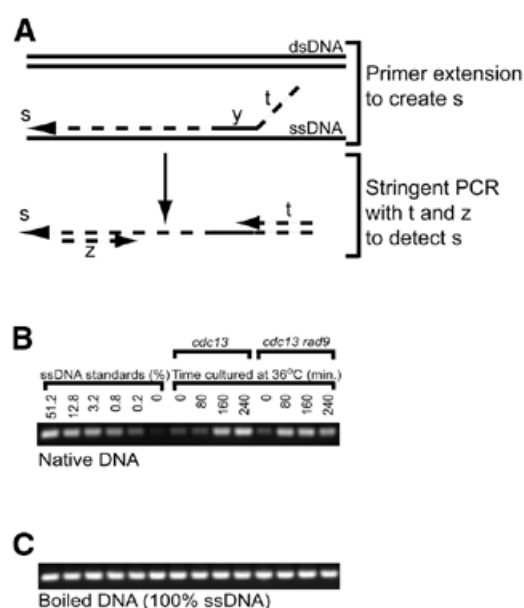 A
dsDNA
Primer extension
to create s
t
y
s
ssDNA
Stringent PCR
with t and z
to detect s
t
s
z
B
cdc13 cdc13 rad9
ssDNA standards (%) Time cultured at 36°C (min.)
51.2 12.8 3.2 0.8 0.2 0 0 80 160 240 0 80 160 240
Native DNA
C
Boiled DNA (100% ssDNA)